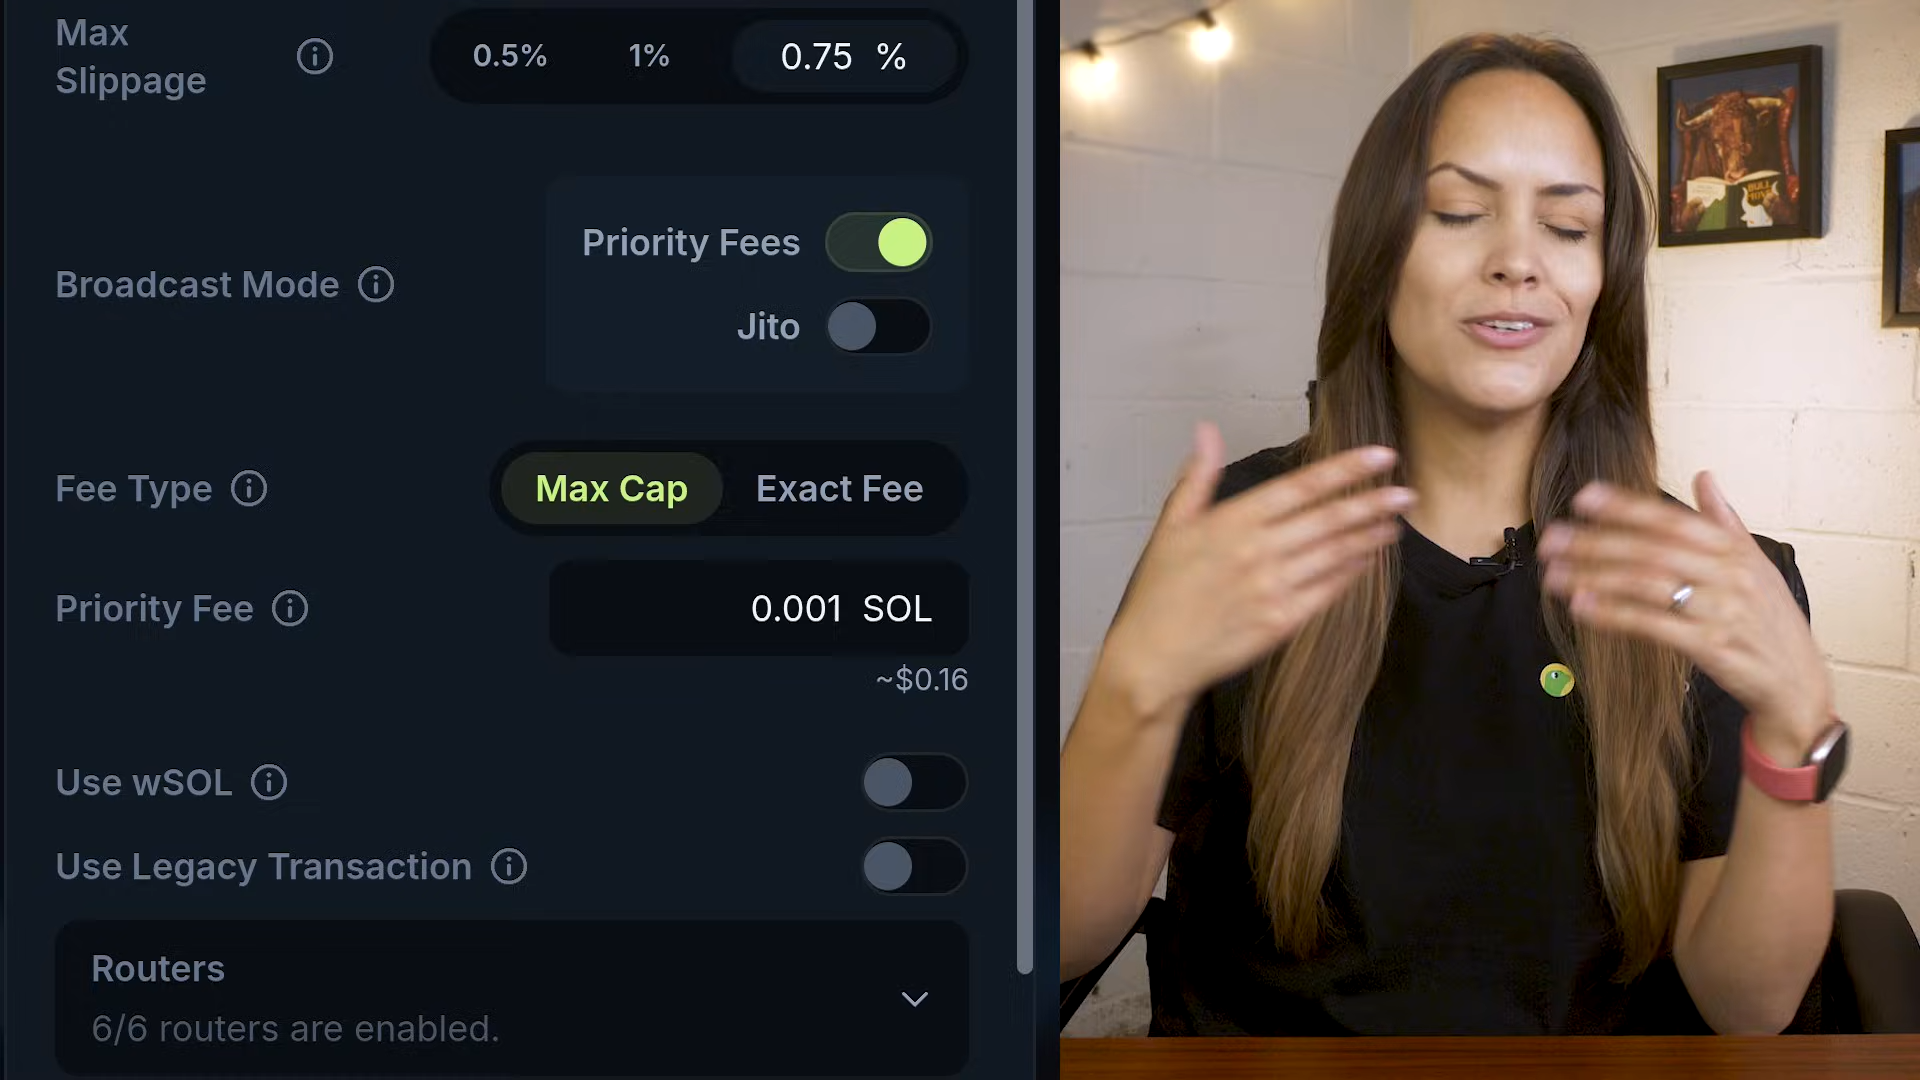 Max
Slippage
0.5% 1% 0.75 %
Broadcast Mode
Priority Fees
Jito
Fee Type
Max Cap Exact Fee
Priority Fee
0.001 SOL
~$0.16
Use wSOL
Use Legacy Transaction
Routers
6/6 routers are enabled.
BULL